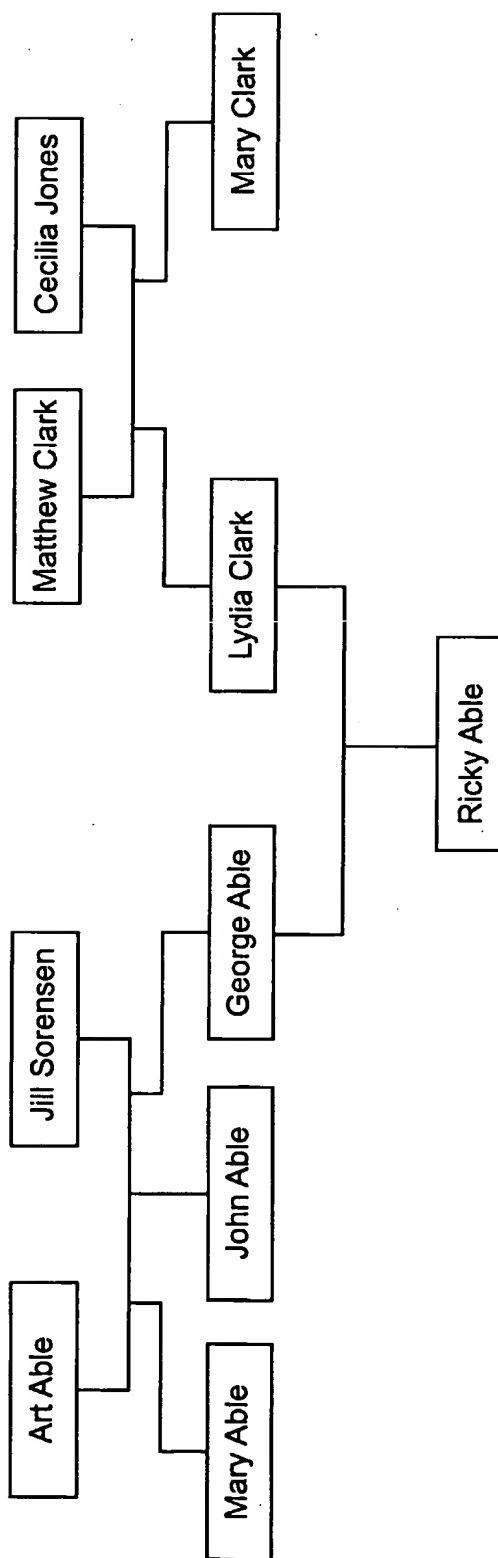 Art Able
Jill Sorensen
Matthew Clark
Cecilia Jones
Mary Able
John Able
George Able
Lydia Clark
Mary Clark
Ricky Able